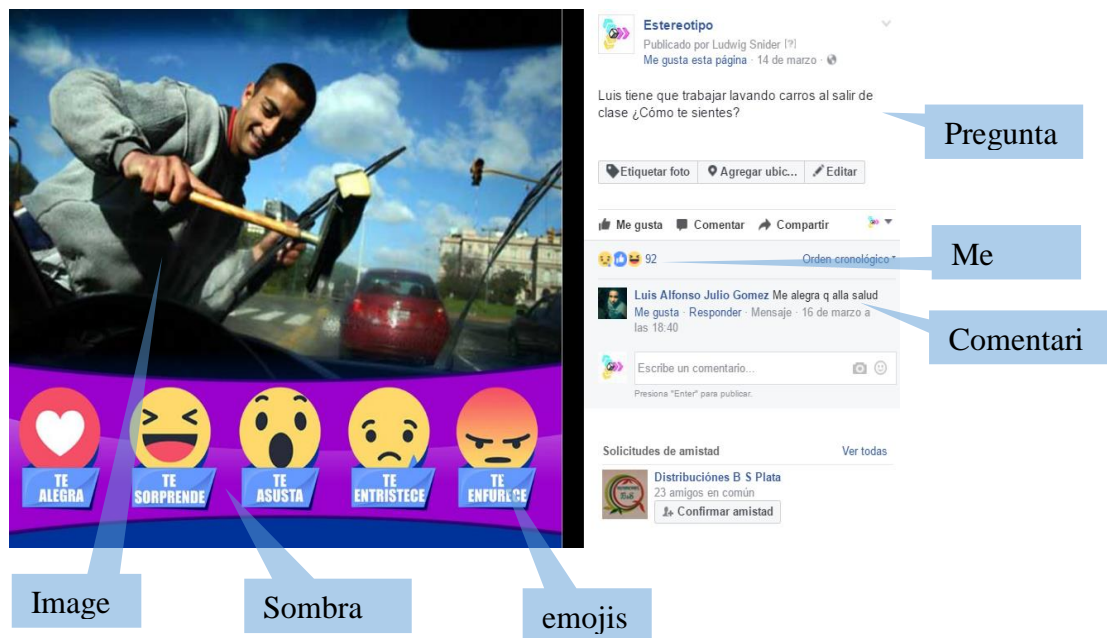 Estereotipo
Publicado por Ludwig Snider [?]
Me gusta esta página · 14 de marzo ·
Luis tiene que trabajar lavando carros al salir de
clase ¿Cómo te sientes?
Pregunta
Etiquetar foto
Agregar ubic...
Editar
Me gusta
Comentar
Compartir
Me
92
Orden cronológico
Luis Alfonso Julio Gomez Me alegra q alla salud
Me gusta · Responder · Mensaje · 16 de marzo a
las 18:40
Comentari
Escribe un comentario...
Presiona "Enter" para publicar.
Solicitudes de amistad
Ver todas
Distribuciónes B S Plata
23 amigos en común
Confirmar amistad
TE
ALEGRA
TE
SORPRENDE
TE
ASUSTA
TE
ENTRISTECE
TE
ENFURECE
Image
Sombra
emojis